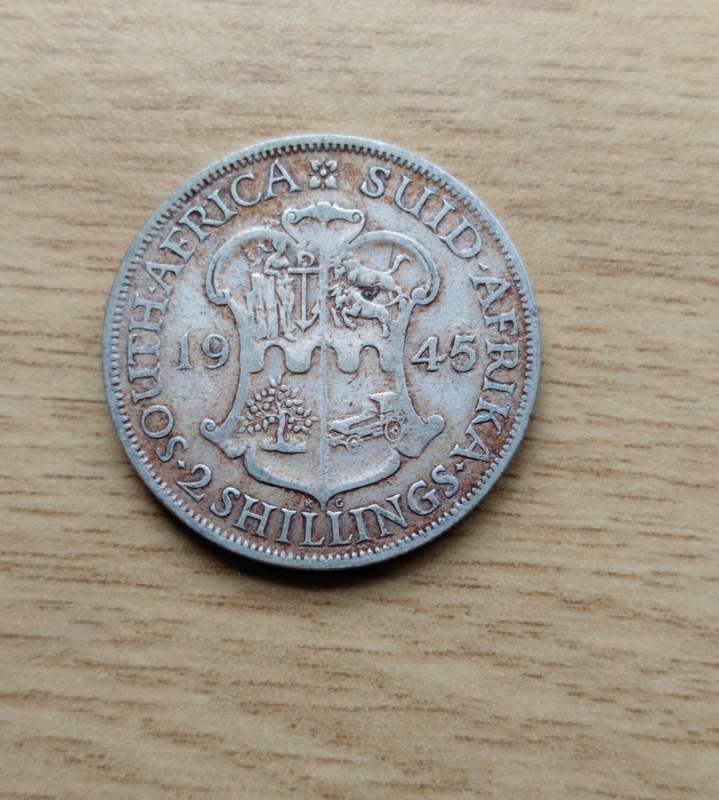 SOUTH·AFRICA SUID·AFRIKA·
19 45
K G
·2 SHILLINGS·